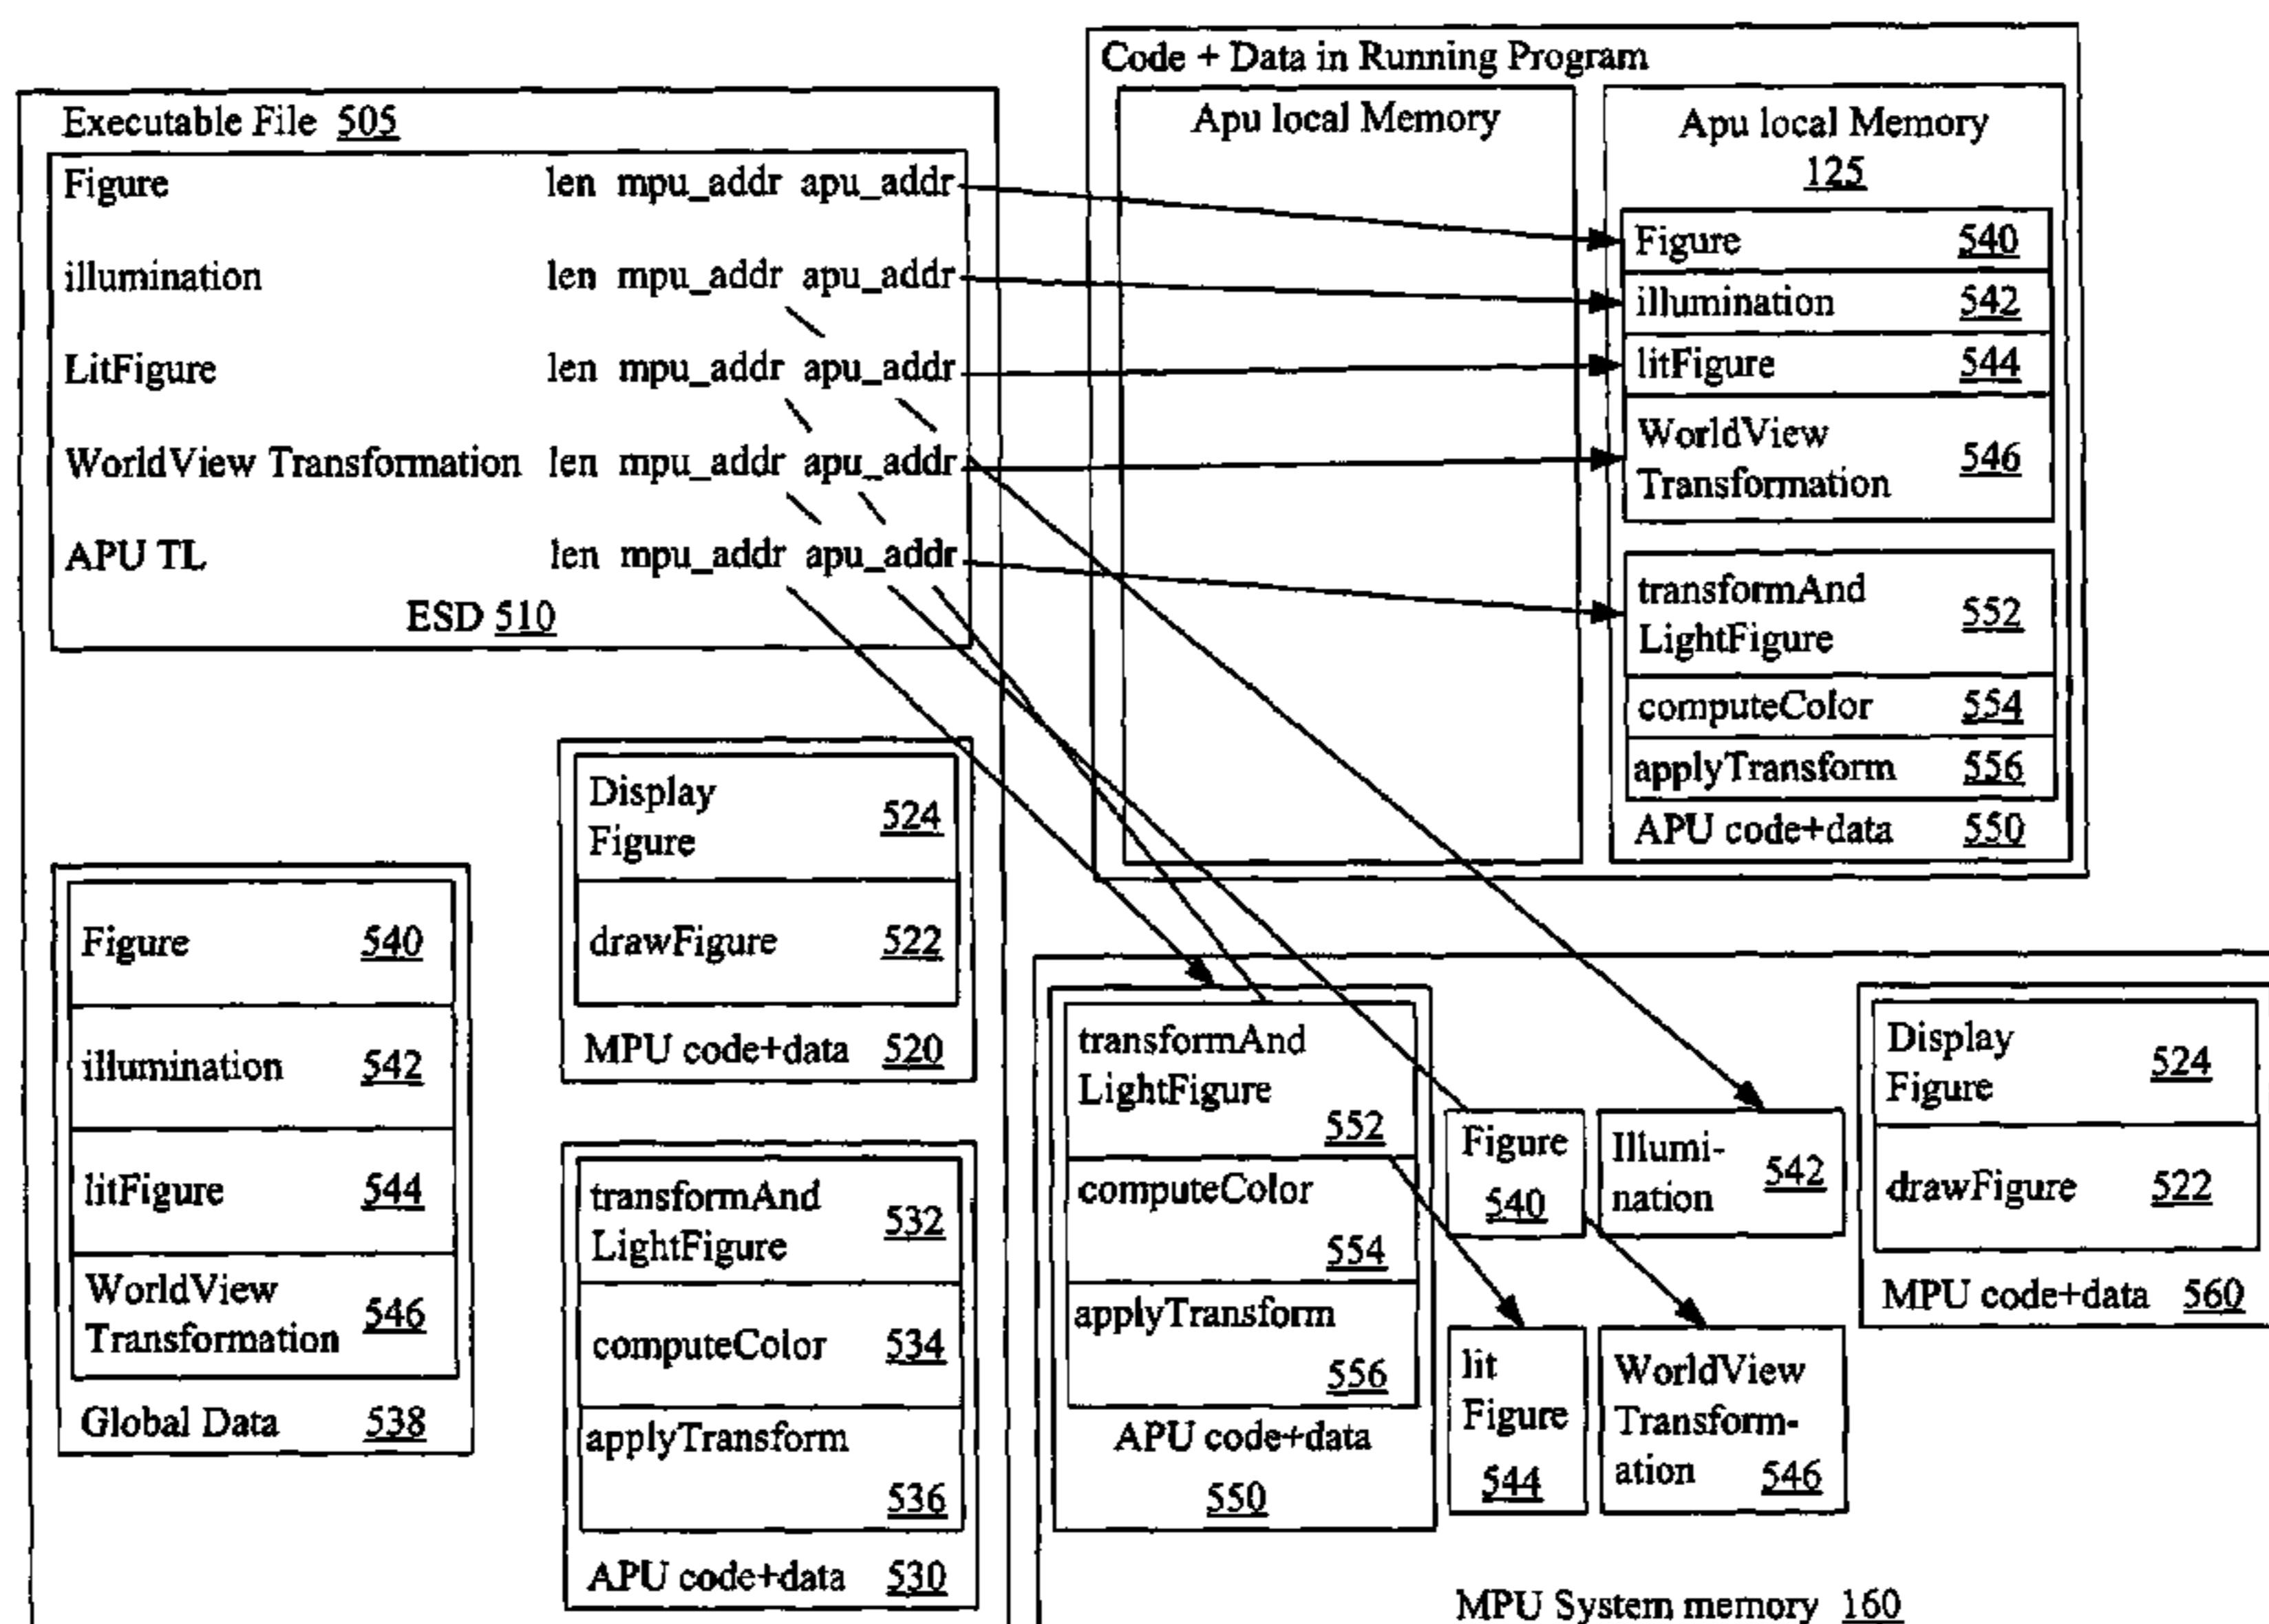 Executable File 505
Figure len mpu_addr apu_addr
illumination len mpu_addr apu_addr
LitFigure len mpu_addr apu_addr
WorldView Transformation len mpu_addr apu_addr
APU TL len mpu_addr apu_addr
ESD 510
Display
Figure 524
drawFigure 522
MPU code+data 520
Figure 540
illumination 542
litFigure 544
WorldView
Transformation 546
Global Data 538
transformAnd
LightFigure 532
computeColor 534
applyTransform
536
APU code+data 530
Code + Data in Running Program
Apu local Memory
Apu local Memory
125
Figure 540
illumination 542
litFigure 544
WorldView
Transformation 546
transformAnd
LightFigure 552
computeColor 554
applyTransform 556
APU code+data 550
transformAnd
LightFigure
552
computeColor
554
applyTransform
556
APU code+data
550
Figure
540
Illumi-
nation 542
lit
Figure
544
WorldView
Transform-
ation 546
Display
Figure 524
drawFigure 522
MPU code+data 560
MPU System memory 160